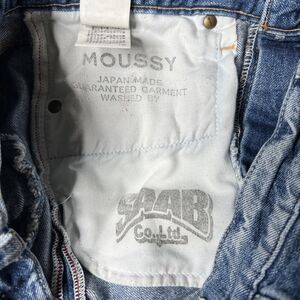 MOUSSY
JAPAN MADE
GUARANTEED GARMENT
WASHED BY
SAAB
Co.,Ltd.